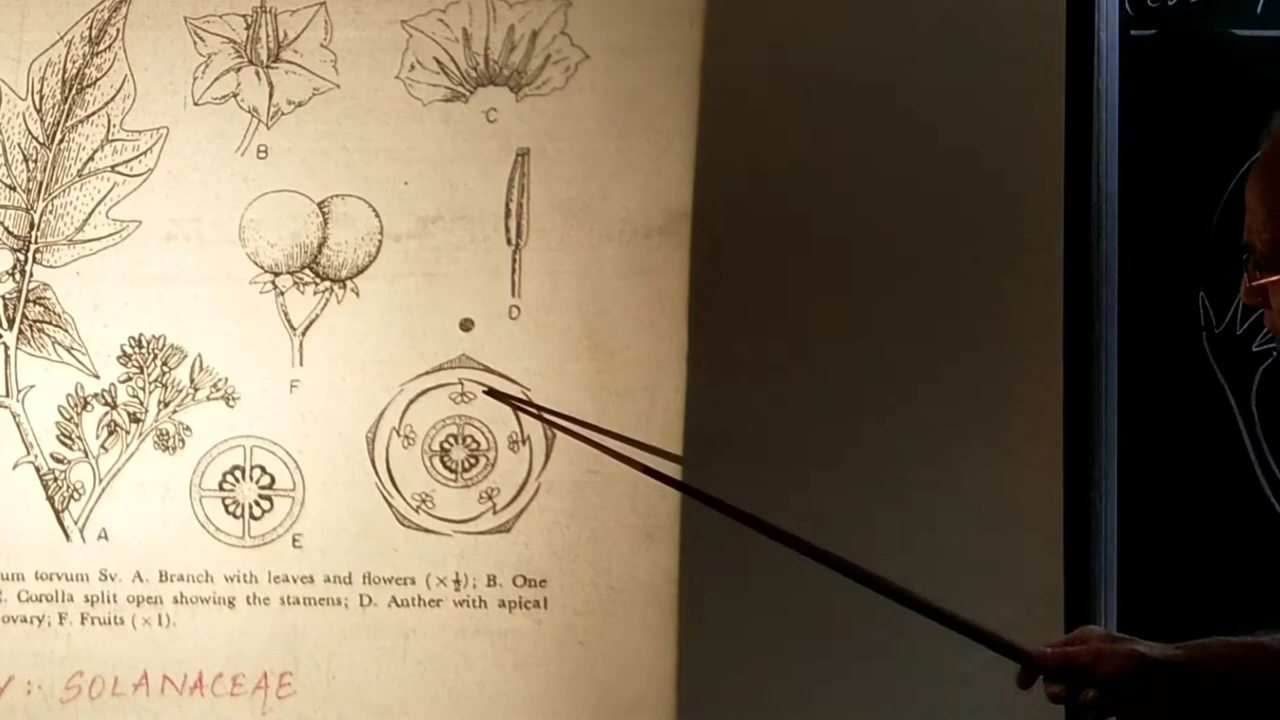 B
C
D
F
A
E
um torvum Sv. A. Branch with leaves and flowers (×½); B. One
. Corolla split open showing the stamens; D. Anther with apical
ovary; F. Fruits (×1).
: SOLANACEAE